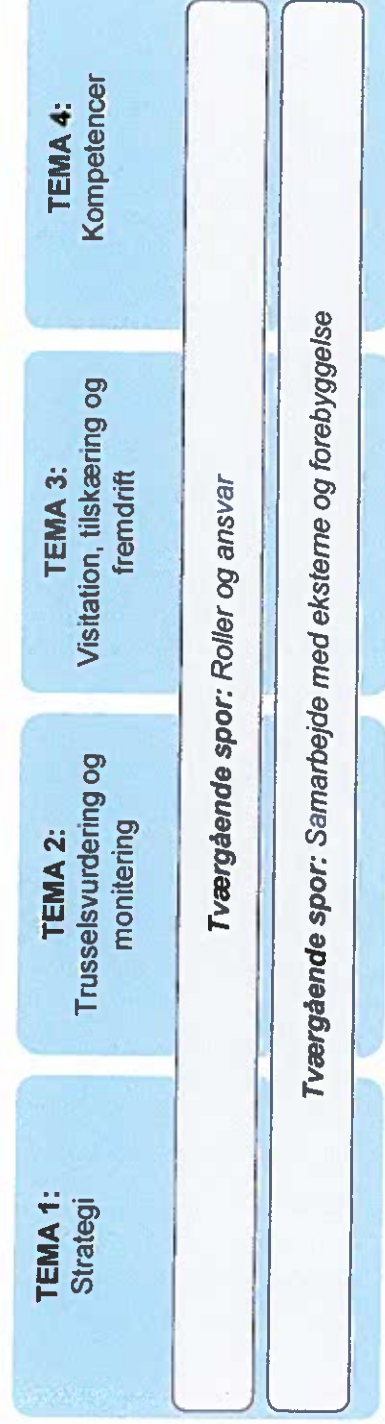 TEMA 1:
Strategi
TEMA 2:
Trusselsvurdering og
monitering
TEMA 3:
Visitation, tilskæring og
fremdrift
TEMA 4:
Kompetencer
Tværgående spor: Roller og ansvar
Tværgående spor: Samarbejde med eksterne og forebyggelse